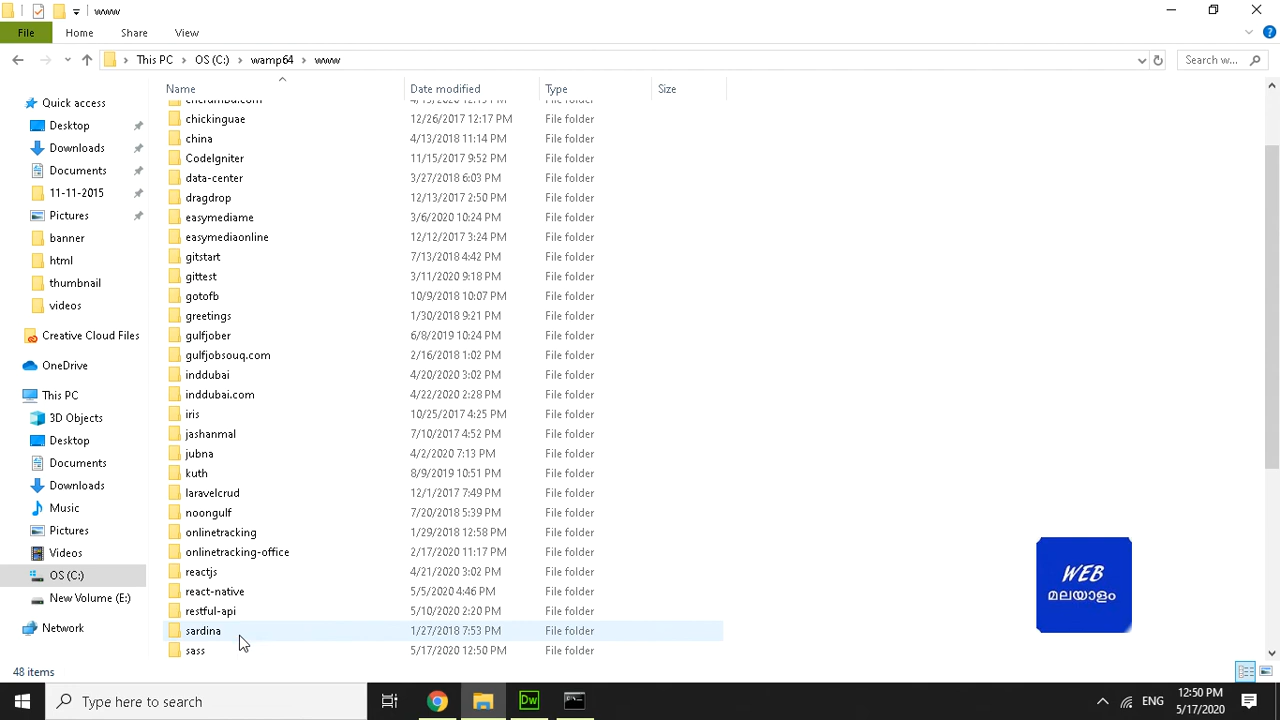 www
File Home Share View
This PC OS (C:) wamp64 www Search w...
Name Date modified Type Size
Quick access
Desktop
Downloads
Documents
11-11-2015
Pictures
banner
html
thumbnail
videos
Creative Cloud Files
OneDrive
This PC
3D Objects
Desktop
Documents
Downloads
Music
Pictures
Videos
OS (C:)
New Volume (E:)
Network
chickinguae 12/26/2017 12:17 PM File folder
china 4/13/2018 11:14 PM File folder
CodeIgniter 11/15/2017 9:52 PM File folder
data-center 3/27/2018 6:03 PM File folder
dragdrop 12/13/2017 2:50 PM File folder
easymediame 3/6/2020 10:24 PM File folder
easymediaonline 12/12/2017 3:24 PM File folder
gitstart 7/13/2018 4:42 PM File folder
gittest 3/11/2020 9:18 PM File folder
gotofb 10/9/2018 10:07 PM File folder
greetings 1/30/2018 9:21 PM File folder
gulfjober 6/8/2019 10:24 PM File folder
gulfjobsouq.com 2/16/2018 1:02 PM File folder
inddubai 4/20/2020 3:02 PM File folder
inddubai.com 4/22/2020 2:28 PM File folder
iris 10/25/2017 4:25 PM File folder
jashanmal 7/10/2017 4:52 PM File folder
jubna 4/2/2020 7:13 PM File folder
kuth 8/9/2019 10:51 PM File folder
laravelcrud 12/1/2017 7:49 PM File folder
noongulf 7/20/2018 5:39 PM File folder
onlinetracking 1/29/2018 12:58 PM File folder
onlinetracking-office 2/17/2020 11:17 PM File folder
reactjs 4/21/2020 3:02 PM File folder
react-native 5/5/2020 4:46 PM File folder
restful-api 5/10/2020 2:20 PM File folder
sardina 1/27/2018 7:53 PM File folder
sass 5/17/2020 12:50 PM File folder
WEB
മലയാളം
48 items
Type here to search
Dw
ENG
12:50 PM
5/17/2020